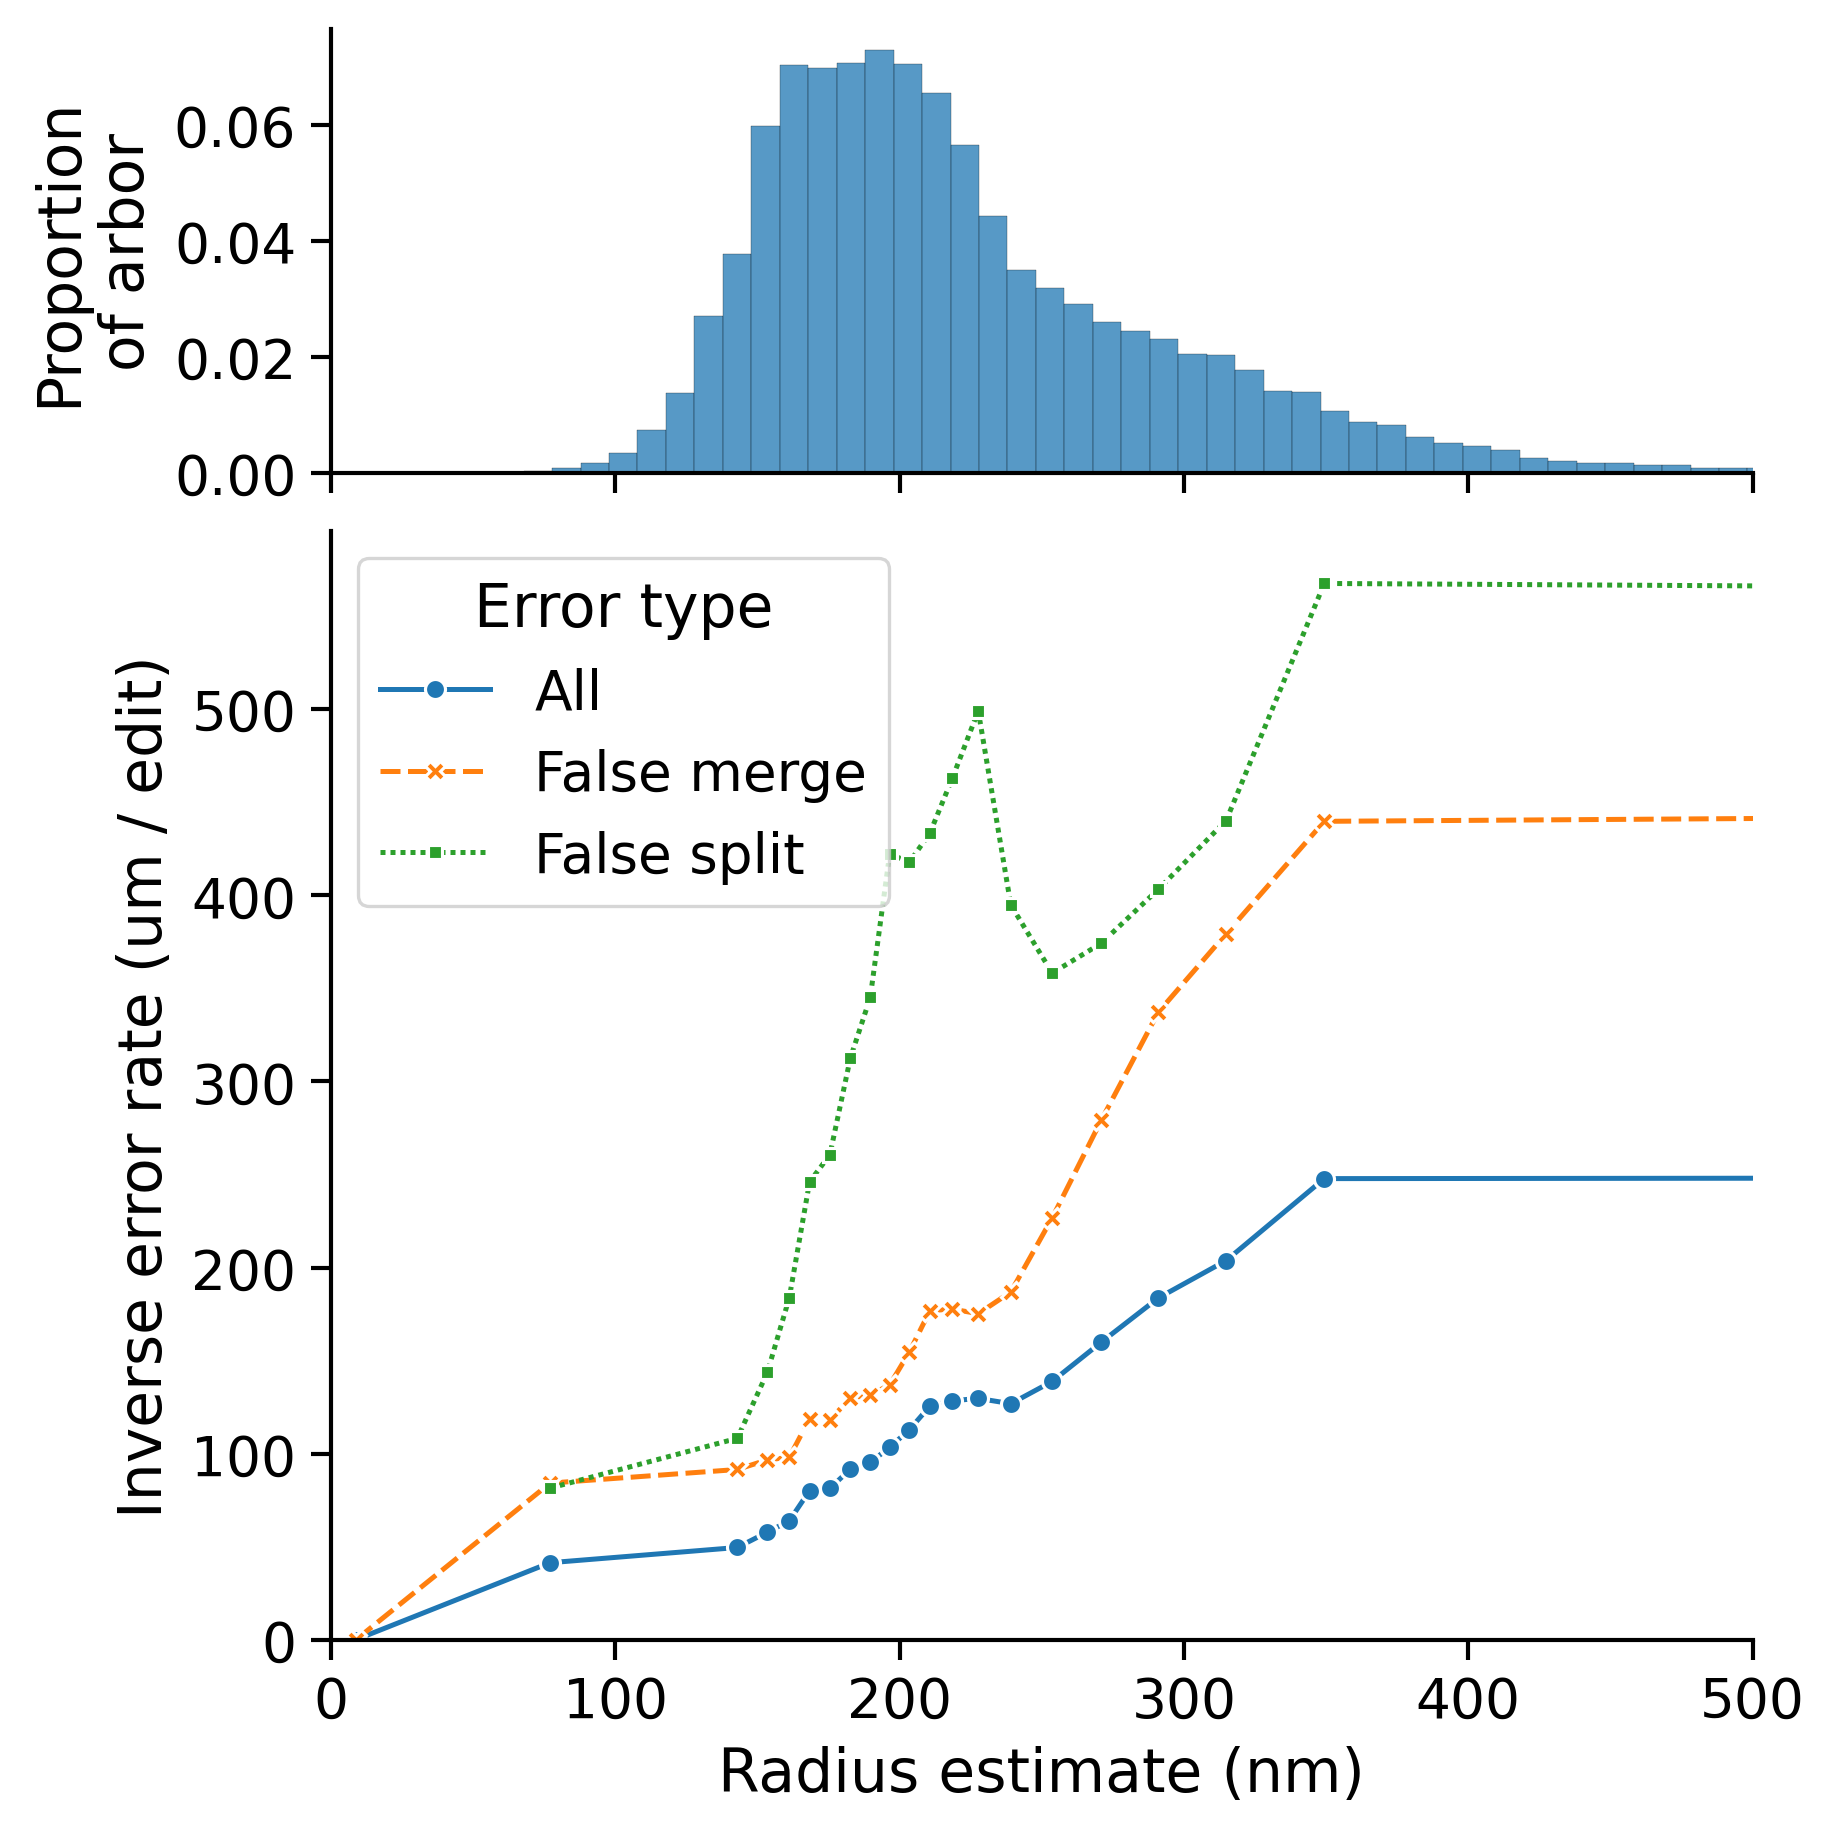 Proportion
of arbor
0.06
0.04
0.02
0.00
Error type
All
False merge
False split
Inverse error rate (um / edit)
500
400
300
200
100
0
0 100 200 300 400 500
Radius estimate (nm)